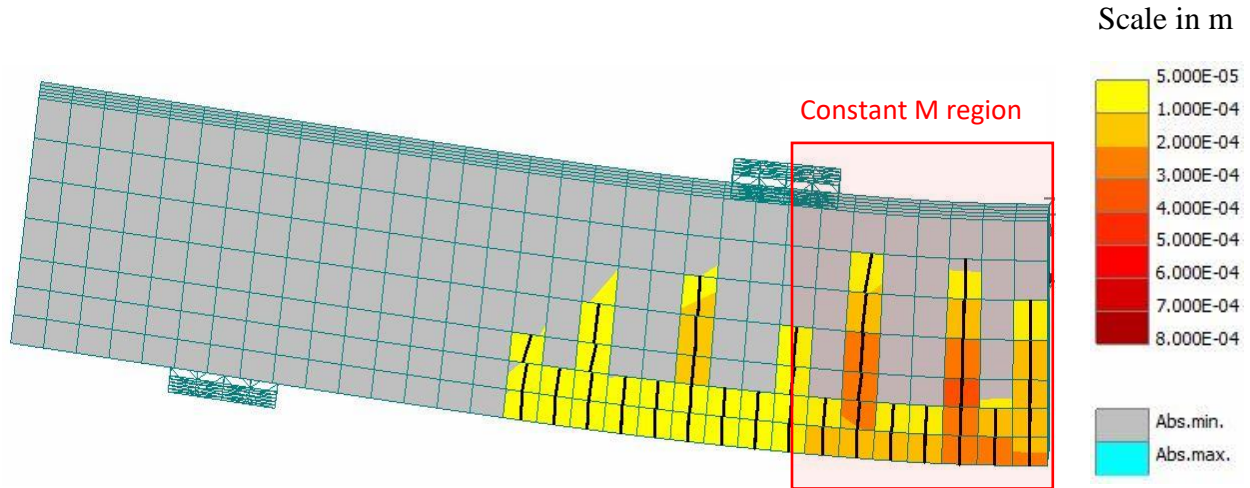 Scale in m
Constant M region
5.000E-05
1.000E-04
2.000E-04
3.000E-04
4.000E-04
5.000E-04
6.000E-04
7.000E-04
8.000E-04
Abs.min.
Abs.max.